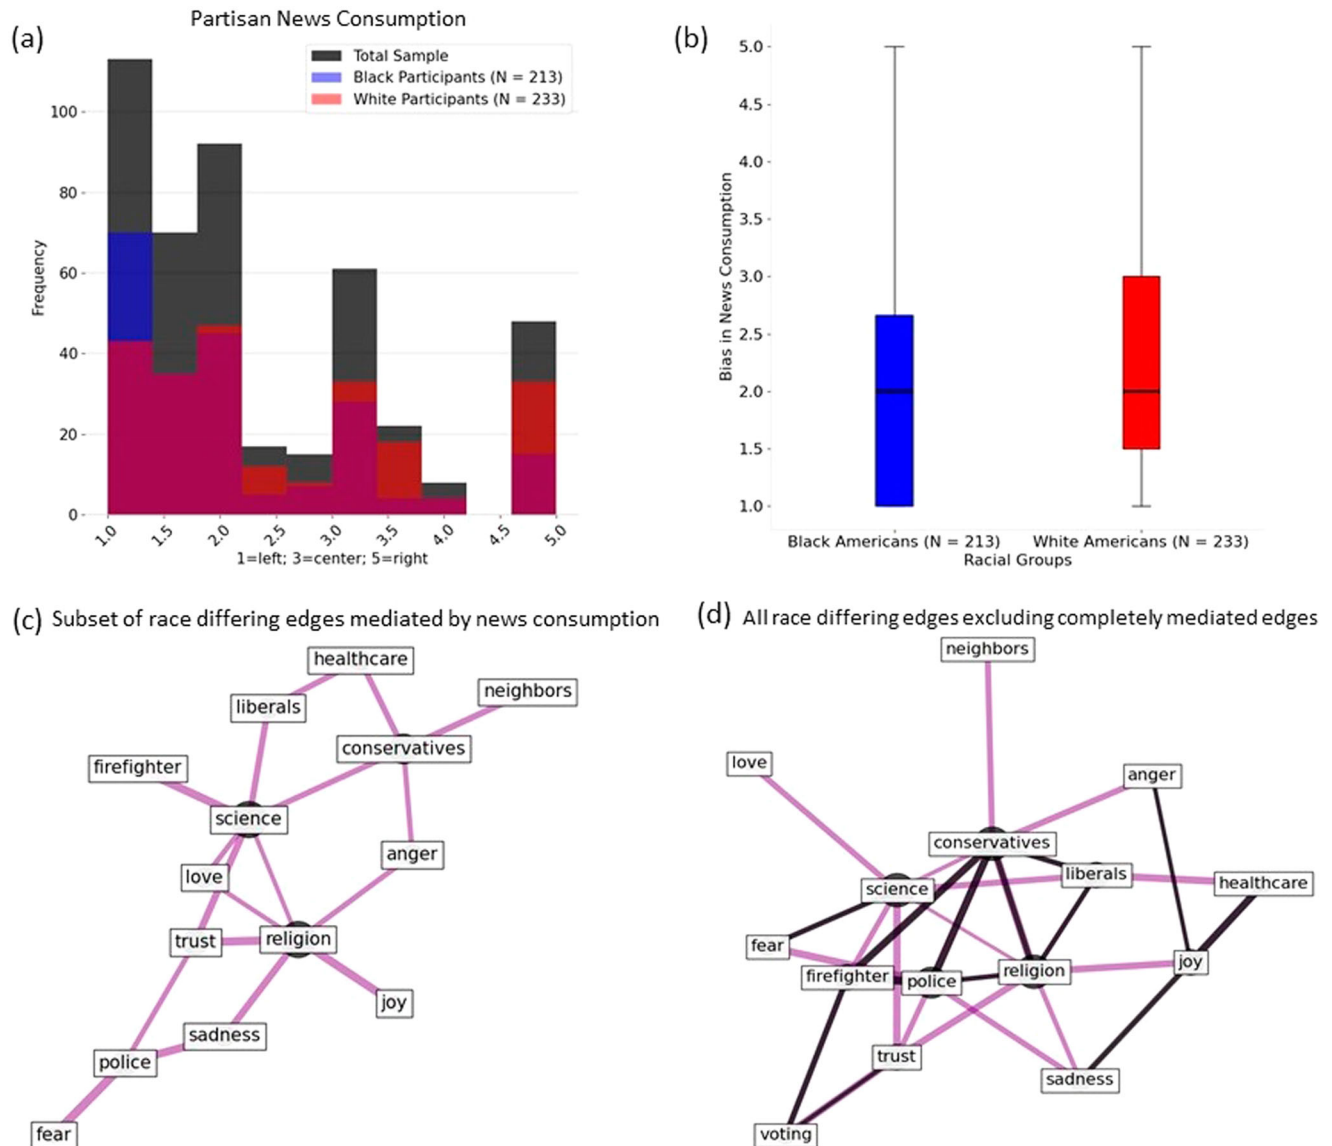 Partisan News Consumption
(a)
Total Sample
Black Participants (N = 213)
White Participants (N = 233)
Frequency
100
80
60
40
20
0
1.0 1.5 2.0 2.5 3.0 3.5 4.0 4.5 5.0
1=left; 3=center; 5=right
(b)
Bias in News Consumption
5.0
4.5
4.0
3.5
3.0
2.5
2.0
1.5
1.0
Black Americans (N = 213) White Americans (N = 233)
Racial Groups
(c) Subset of race differing edges mediated by news consumption
healthcare
neighbors
liberals
conservatives
firefighter
science
anger
love
trust
religion
joy
sadness
police
fear
(d) All race differing edges excluding completely mediated edges
neighbors
love
anger
conservatives
liberals
healthcare
science
fear
joy
firefighter
police
religion
trust
sadness
voting